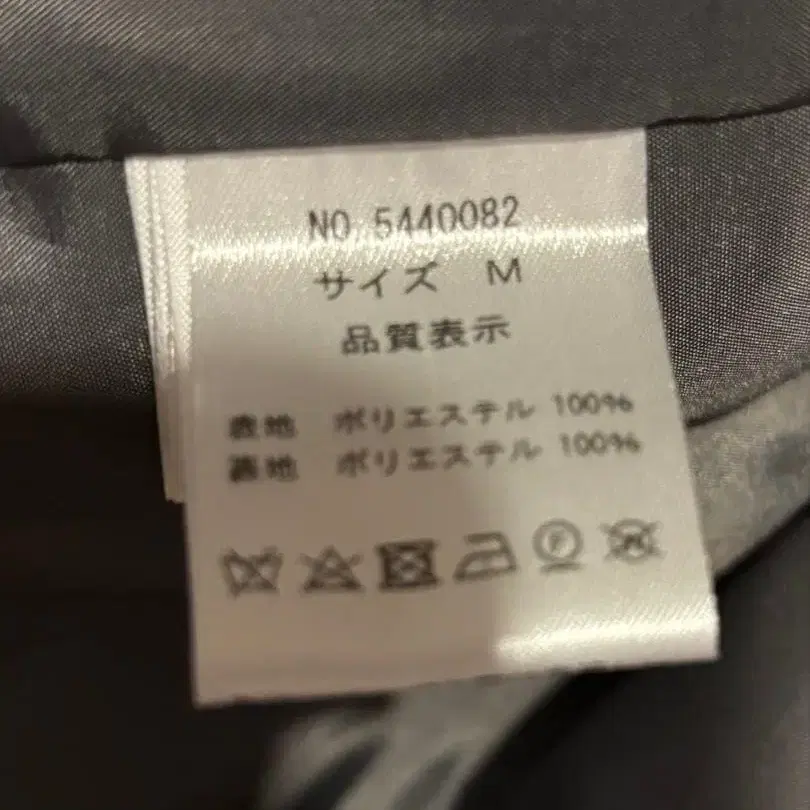 NO.5440082
サイズ M
品質表示
表地 ポリエステル 100%
裏地 ポリエステル 100%
F
W